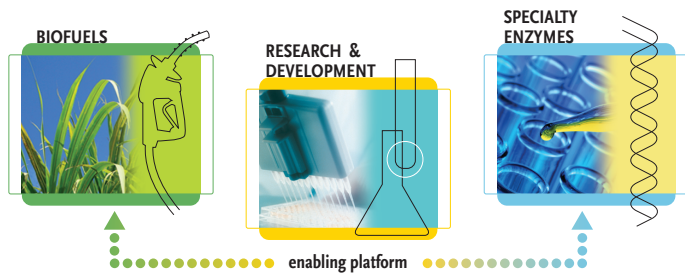 BIOFUELS
RESEARCH &
DEVELOPMENT
SPECIALTY
ENZYMES
enabling platform